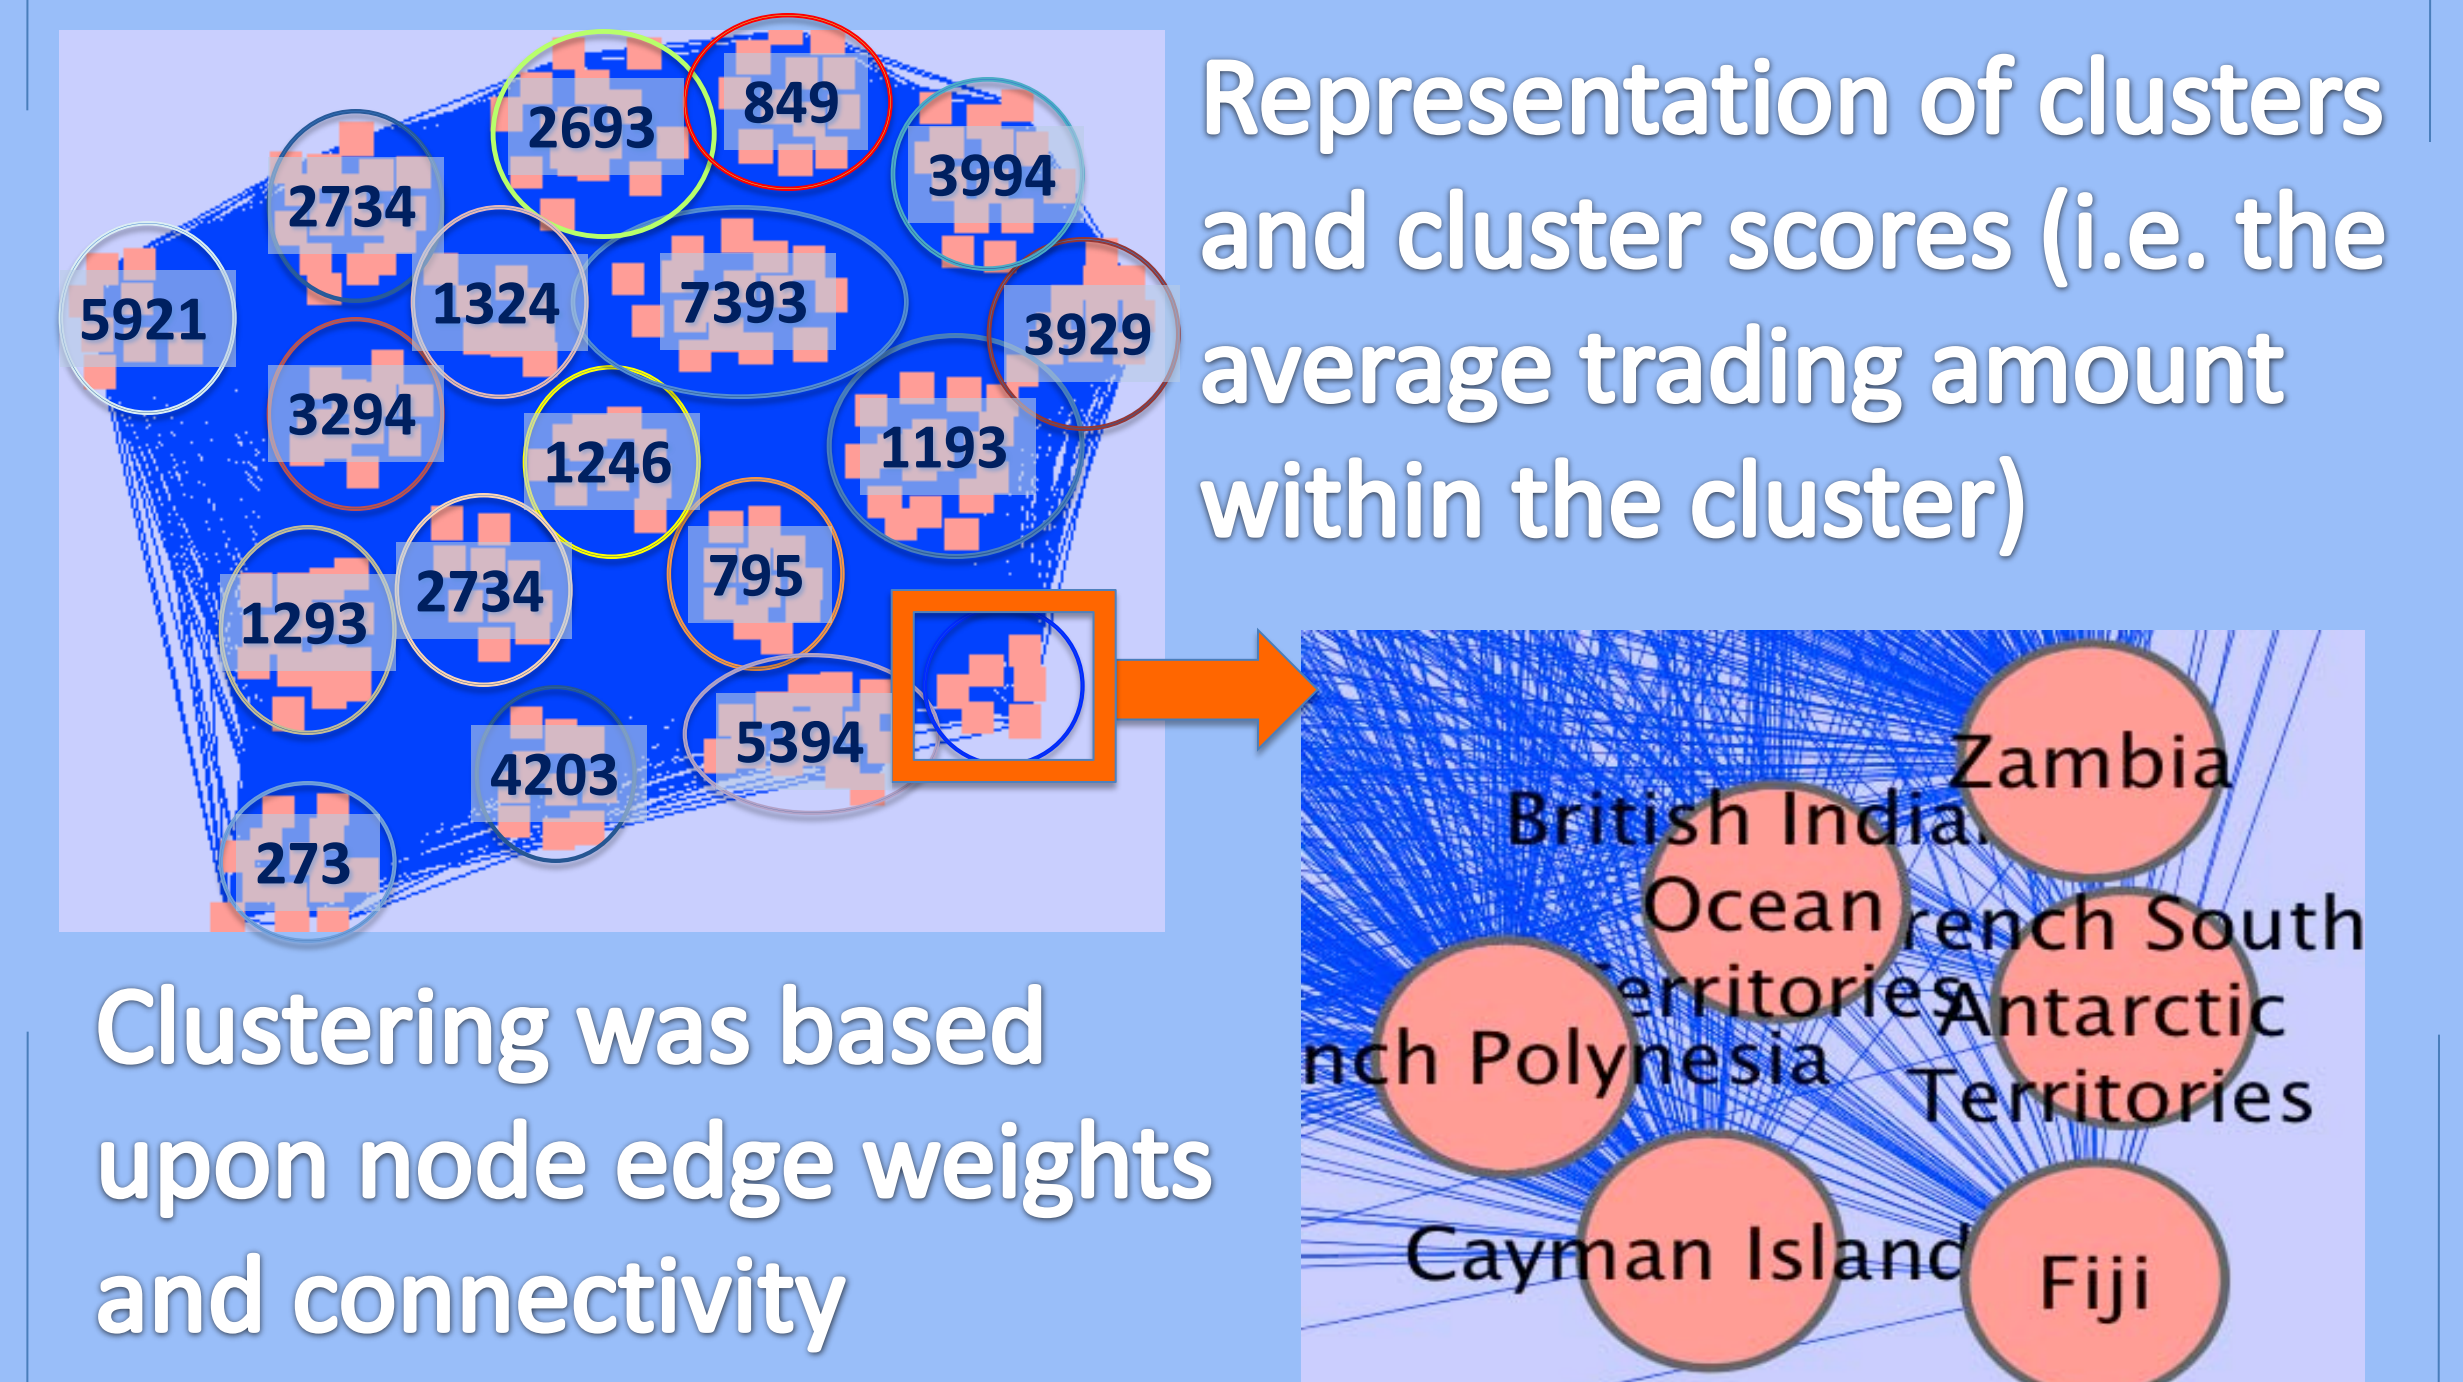 2693
849
3994
2734
5921
1324
7393
3929
3294
1246
1193
1293
2734
795
5394
4203
273
Representation of clusters
and cluster scores (i.e. the
average trading amount
within the cluster)
Clustering was based
upon node edge weights
and connectivity
Zambia
British India
Ocean
erritories
rench South
Antarctic
Territories
nch Polynesia
Cayman Island
Fiji